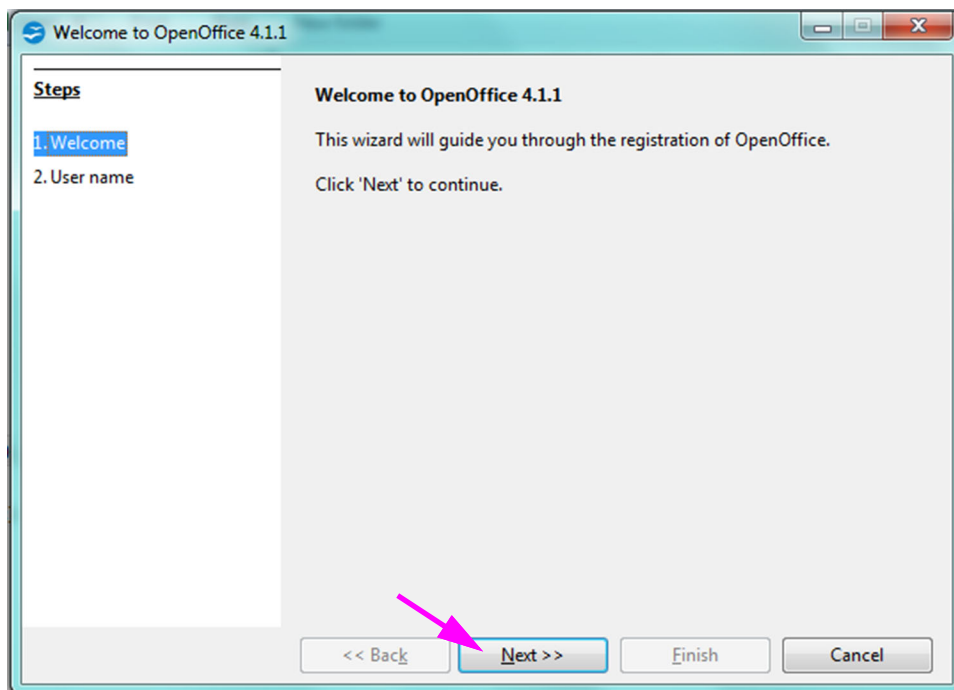 Welcome to OpenOffice 4.1.1
Steps
1. Welcome
2. User name
Welcome to OpenOffice 4.1.1
This wizard will guide you through the registration of OpenOffice.
Click 'Next' to continue.
<< Back
Next >>
Finish
Cancel